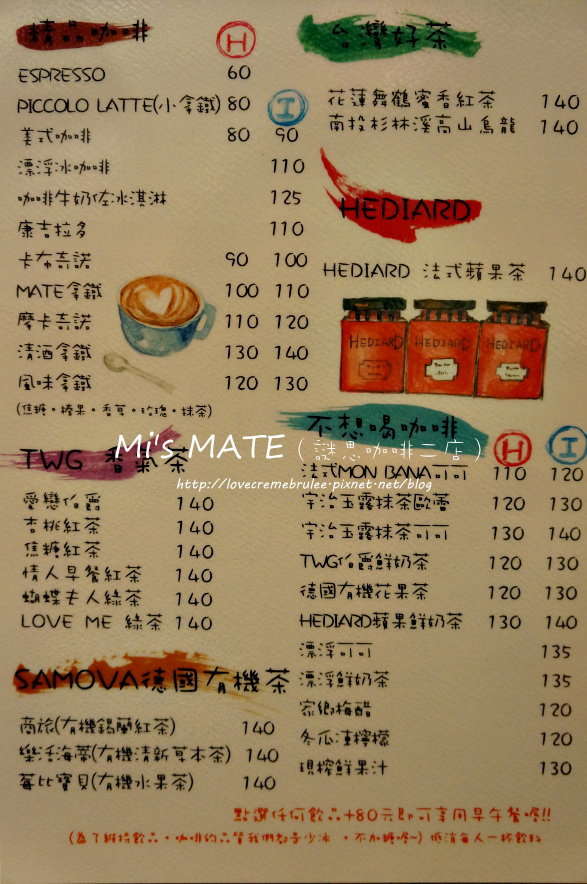 精品咖啡 H
ESPRESSO 60
PICCOLO LATTE(小拿鐵) 80 I
美式咖啡 80 90
漂浮冰咖啡 110
咖啡牛奶佐冰淇淋 125
康吉拉多 110
卡布奇諾 90 100
MATE拿鐵 100 110
摩卡奇諾 110 120
清酒拿鐵 130 140
風味拿鐵 120 130
(焦糖•榛果•香草•玫瑰•抹茶)
TWG 香氣茶
愛戀伯爵 140
杏桃紅茶 140
焦糖紅茶 140
情人早餐紅茶 140
蝴蝶夫人綠茶 140
LOVE ME 綠茶 140
SAMOVA德國有機茶
商旅(有機錫蘭紅茶) 140
樂活海蒂(有機清新草本茶) 140
莓比寶貝(有機水果茶) 140
台灣好茶
花蓮舞鶴蜜香紅茶 140
南投杉林溪高山烏龍 140
HEDIARD
HEDIARD 法式蘋果茶 140
HEDIARD HEDIARD HEDIARD
不想喝咖啡 H I
法式MON BANA可可 110 120
宇治玉露抹茶歐蕾 120 130
宇治玉露抹茶可可 130 140
TWG伯爵鮮奶茶 120 130
德國有機花果茶 120 130
HEDIARD蘋果鮮奶茶 130 140
漂浮可可 135
漂浮鮮奶茶 135
家鄉梅醋 120
冬瓜凍檸檬 120
現榨鮮果汁 130
點選任何飲品+80元即可享用早午餐喔!!
(為了維持飲品•咖啡的品質我們都是少冰•不加糖喔~) 低消每人一杯飲料
Mi's MATE（謎思咖啡二店）
http://lovecremebrulee.pixnet.net/blog